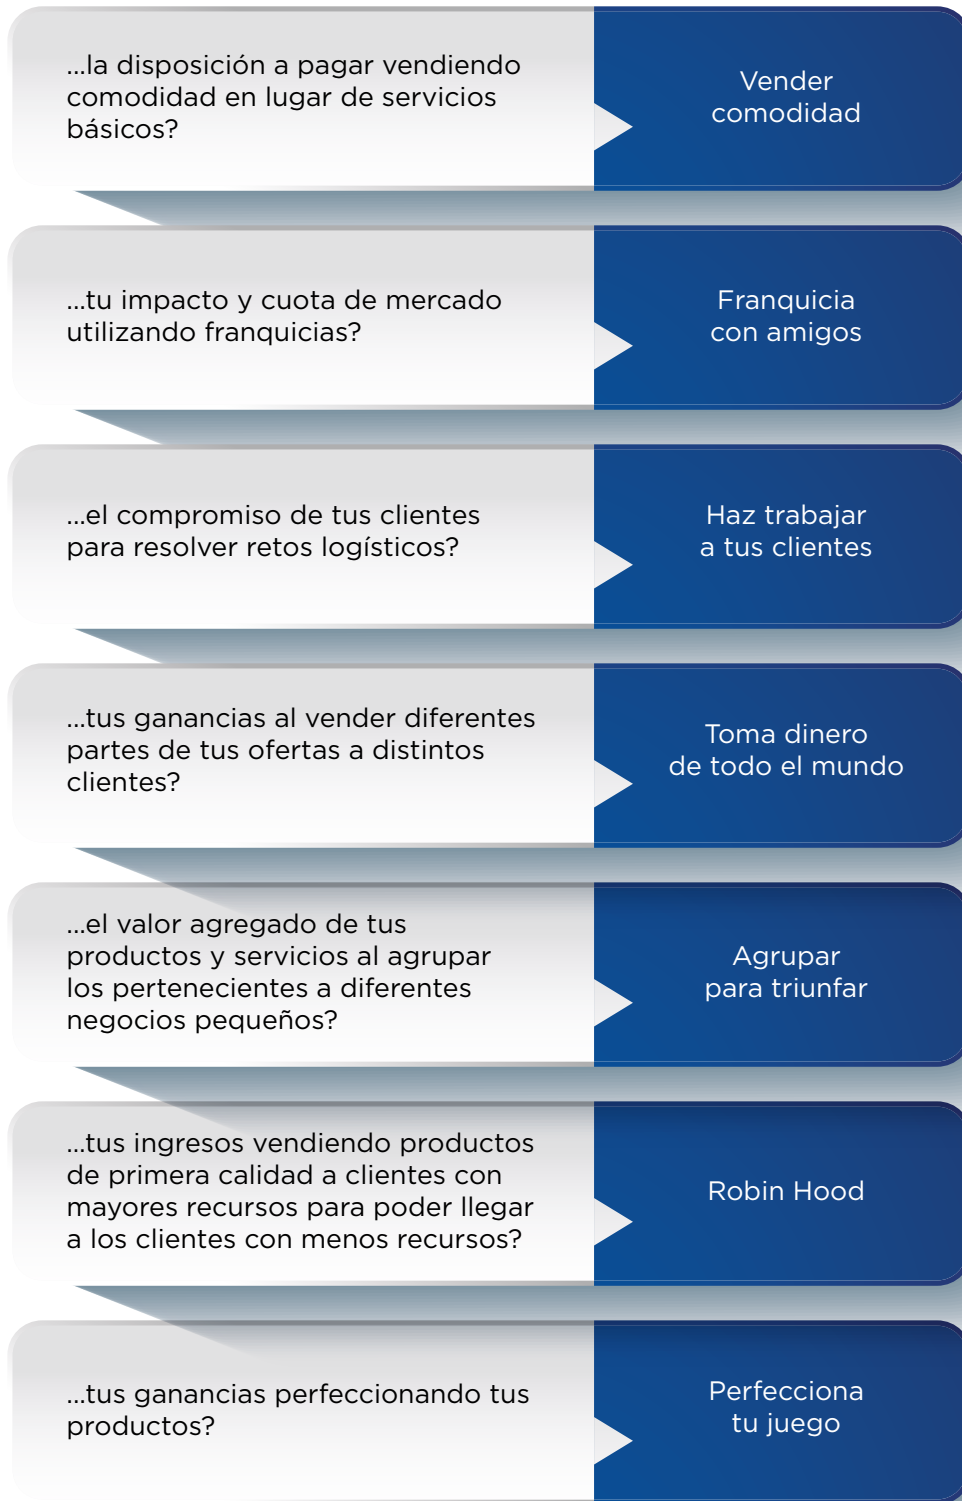 ...la disposición a pagar vendiendo
comodidad en lugar de servicios
básicos?
Vender
comodidad
...tu impacto y cuota de mercado
utilizando franquicias?
Franquicia
con amigos
...el compromiso de tus clientes
para resolver retos logísticos?
Haz trabajar
a tus clientes
...tus ganancias al vender diferentes
partes de tus ofertas a distintos
clientes?
Toma dinero
de todo el mundo
...el valor agregado de tus
productos y servicios al agrupar
los pertenecientes a diferentes
negocios pequeños?
Agrupar
para triunfar
...tus ingresos vendiendo productos
de primera calidad a clientes con
mayores recursos para poder llegar
a los clientes con menos recursos?
Robin Hood
...tus ganancias perfeccionando tus
productos?
Perfecciona
tu juego